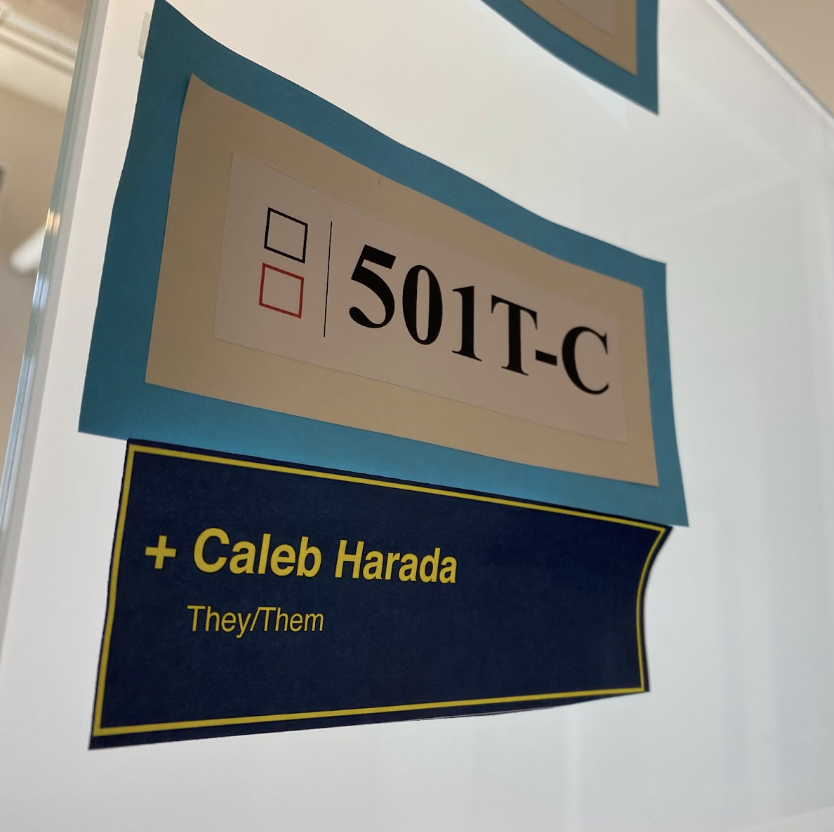 501T-C
+ Caleb Harada
They/Them